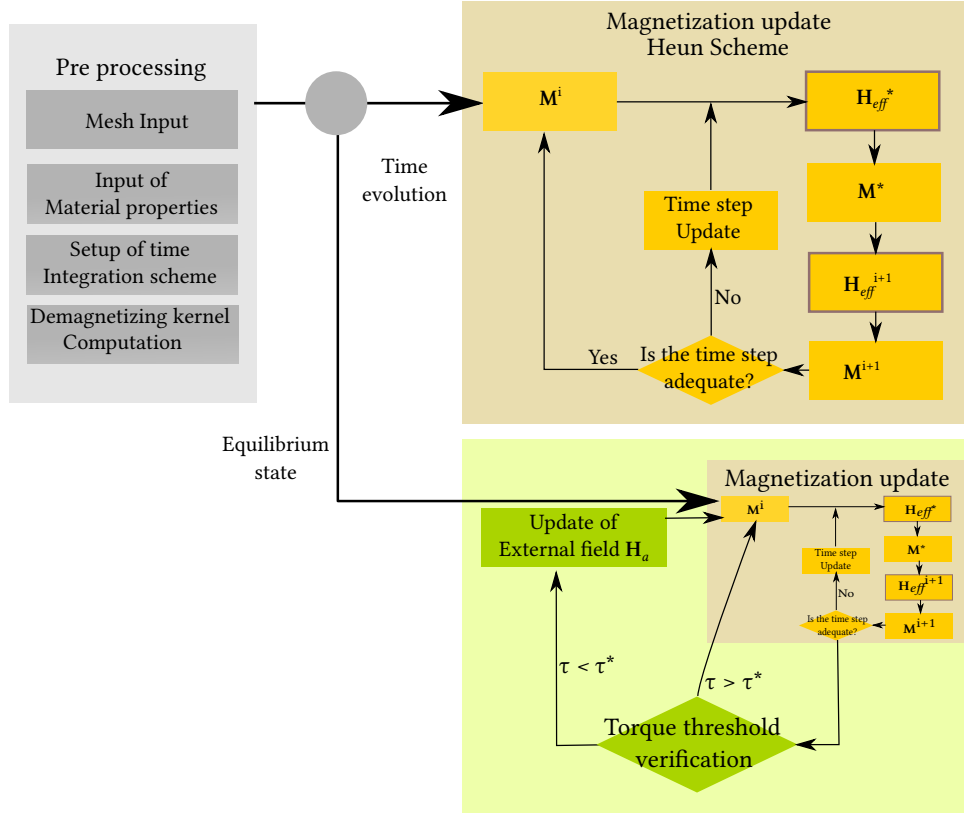 Pre processing
Mesh Input
Input of
Material properties
Setup of time
Integration scheme
Demagnetizing kernel
Computation
Time
evolution
Equilibrium
state
Magnetization update
Heun Scheme
M^i
H_eff^*
M^*
Time step
Update
H_eff^i+1
No
Yes
Is the time step
adequate?
M^i+1
Magnetization update
M^i
H_eff^*
M^*
Time step
Update
H_eff^i+1
No
Is the time step
adequate?
M^i+1
Update of
External field H_a
τ < τ^*
τ > τ^*
Torque threshold
verification